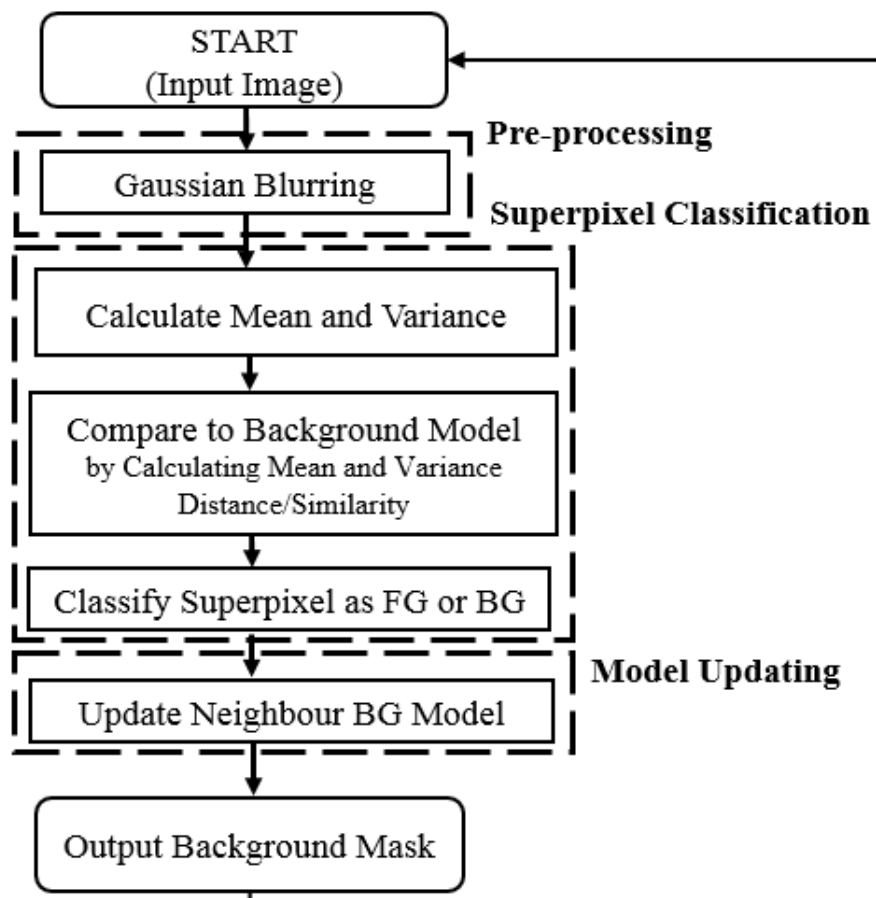 START
(Input Image)
Pre-processing
Gaussian Blurring
Superpixel Classification
Calculate Mean and Variance
Compare to Background Model
by Calculating Mean and Variance
Distance/Similarity
Classify Superpixel as FG or BG
Model Updating
Update Neighbour BG Model
Output Background Mask